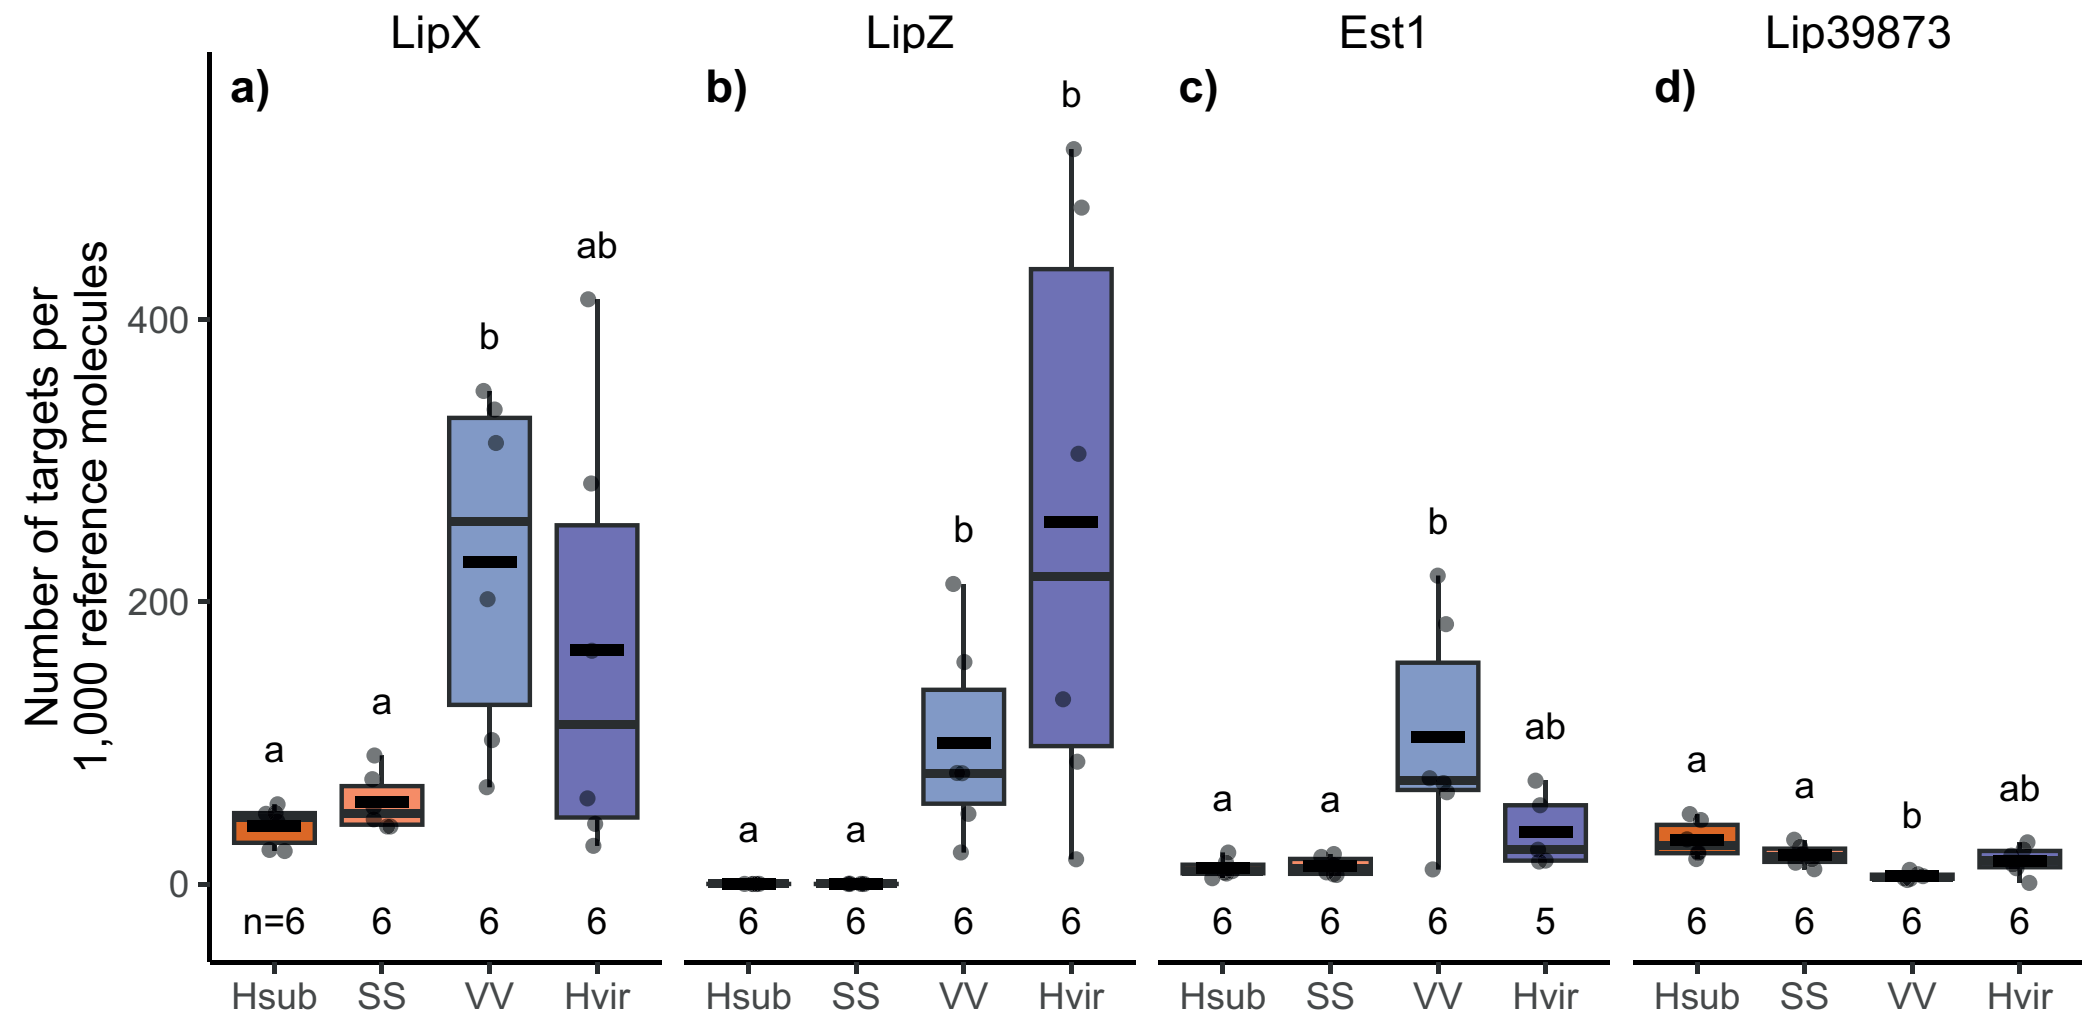 LipX LipZ Est1 Lip39873
a) b) c) d)
Number of targets per
1,000 reference molecules
400
200
0
a a b ab
a a b b
a a b ab
a a b ab
n=6 6 6 6 6 6 6 6 6 6 6 5 6 6 6 6
Hsub SS VV Hvir Hsub SS VV Hvir Hsub SS VV Hvir Hsub SS VV Hvir